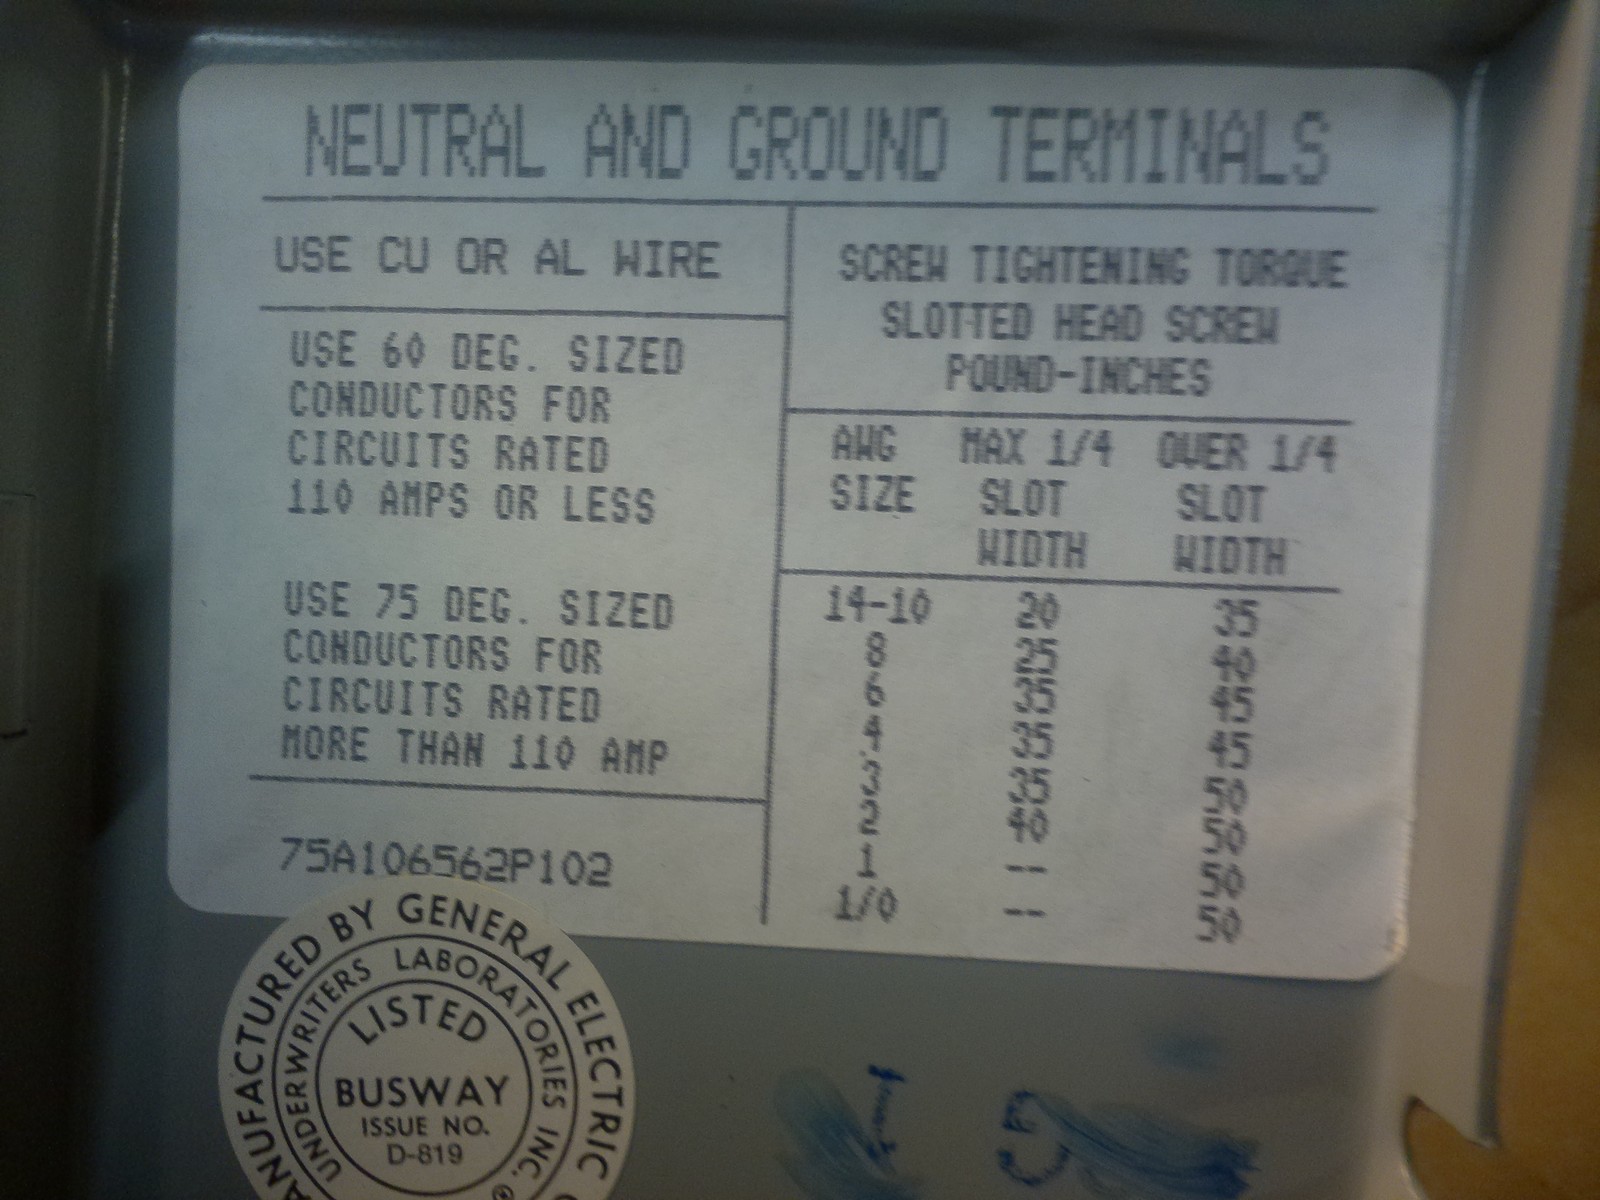 NEUTRAL AND GROUND TERMINALS
USE CU OR AL WIRE
USE 60 DEG. SIZED
CONDUCTORS FOR
CIRCUITS RATED
110 AMPS OR LESS
USE 75 DEG. SIZED
CONDUCTORS FOR
CIRCUITS RATED
MORE THAN 110 AMP
75A106562P102
SCREW TIGHTENING TORQUE
SLOTTED HEAD SCREW
POUND-INCHES
AWG MAX 1/4 OVER 1/4
SIZE SLOT SLOT
WIDTH WIDTH
14-10 20 35
8 25 40
6 35 45
4 35 45
3 35 50
2 40 50
1 -- 50
1/0 -- 50
MANUFACTURED BY GENERAL ELECTRIC
UNDERWRITERS LABORATORIES INC.®
LISTED
BUSWAY
ISSUE NO.
D-819